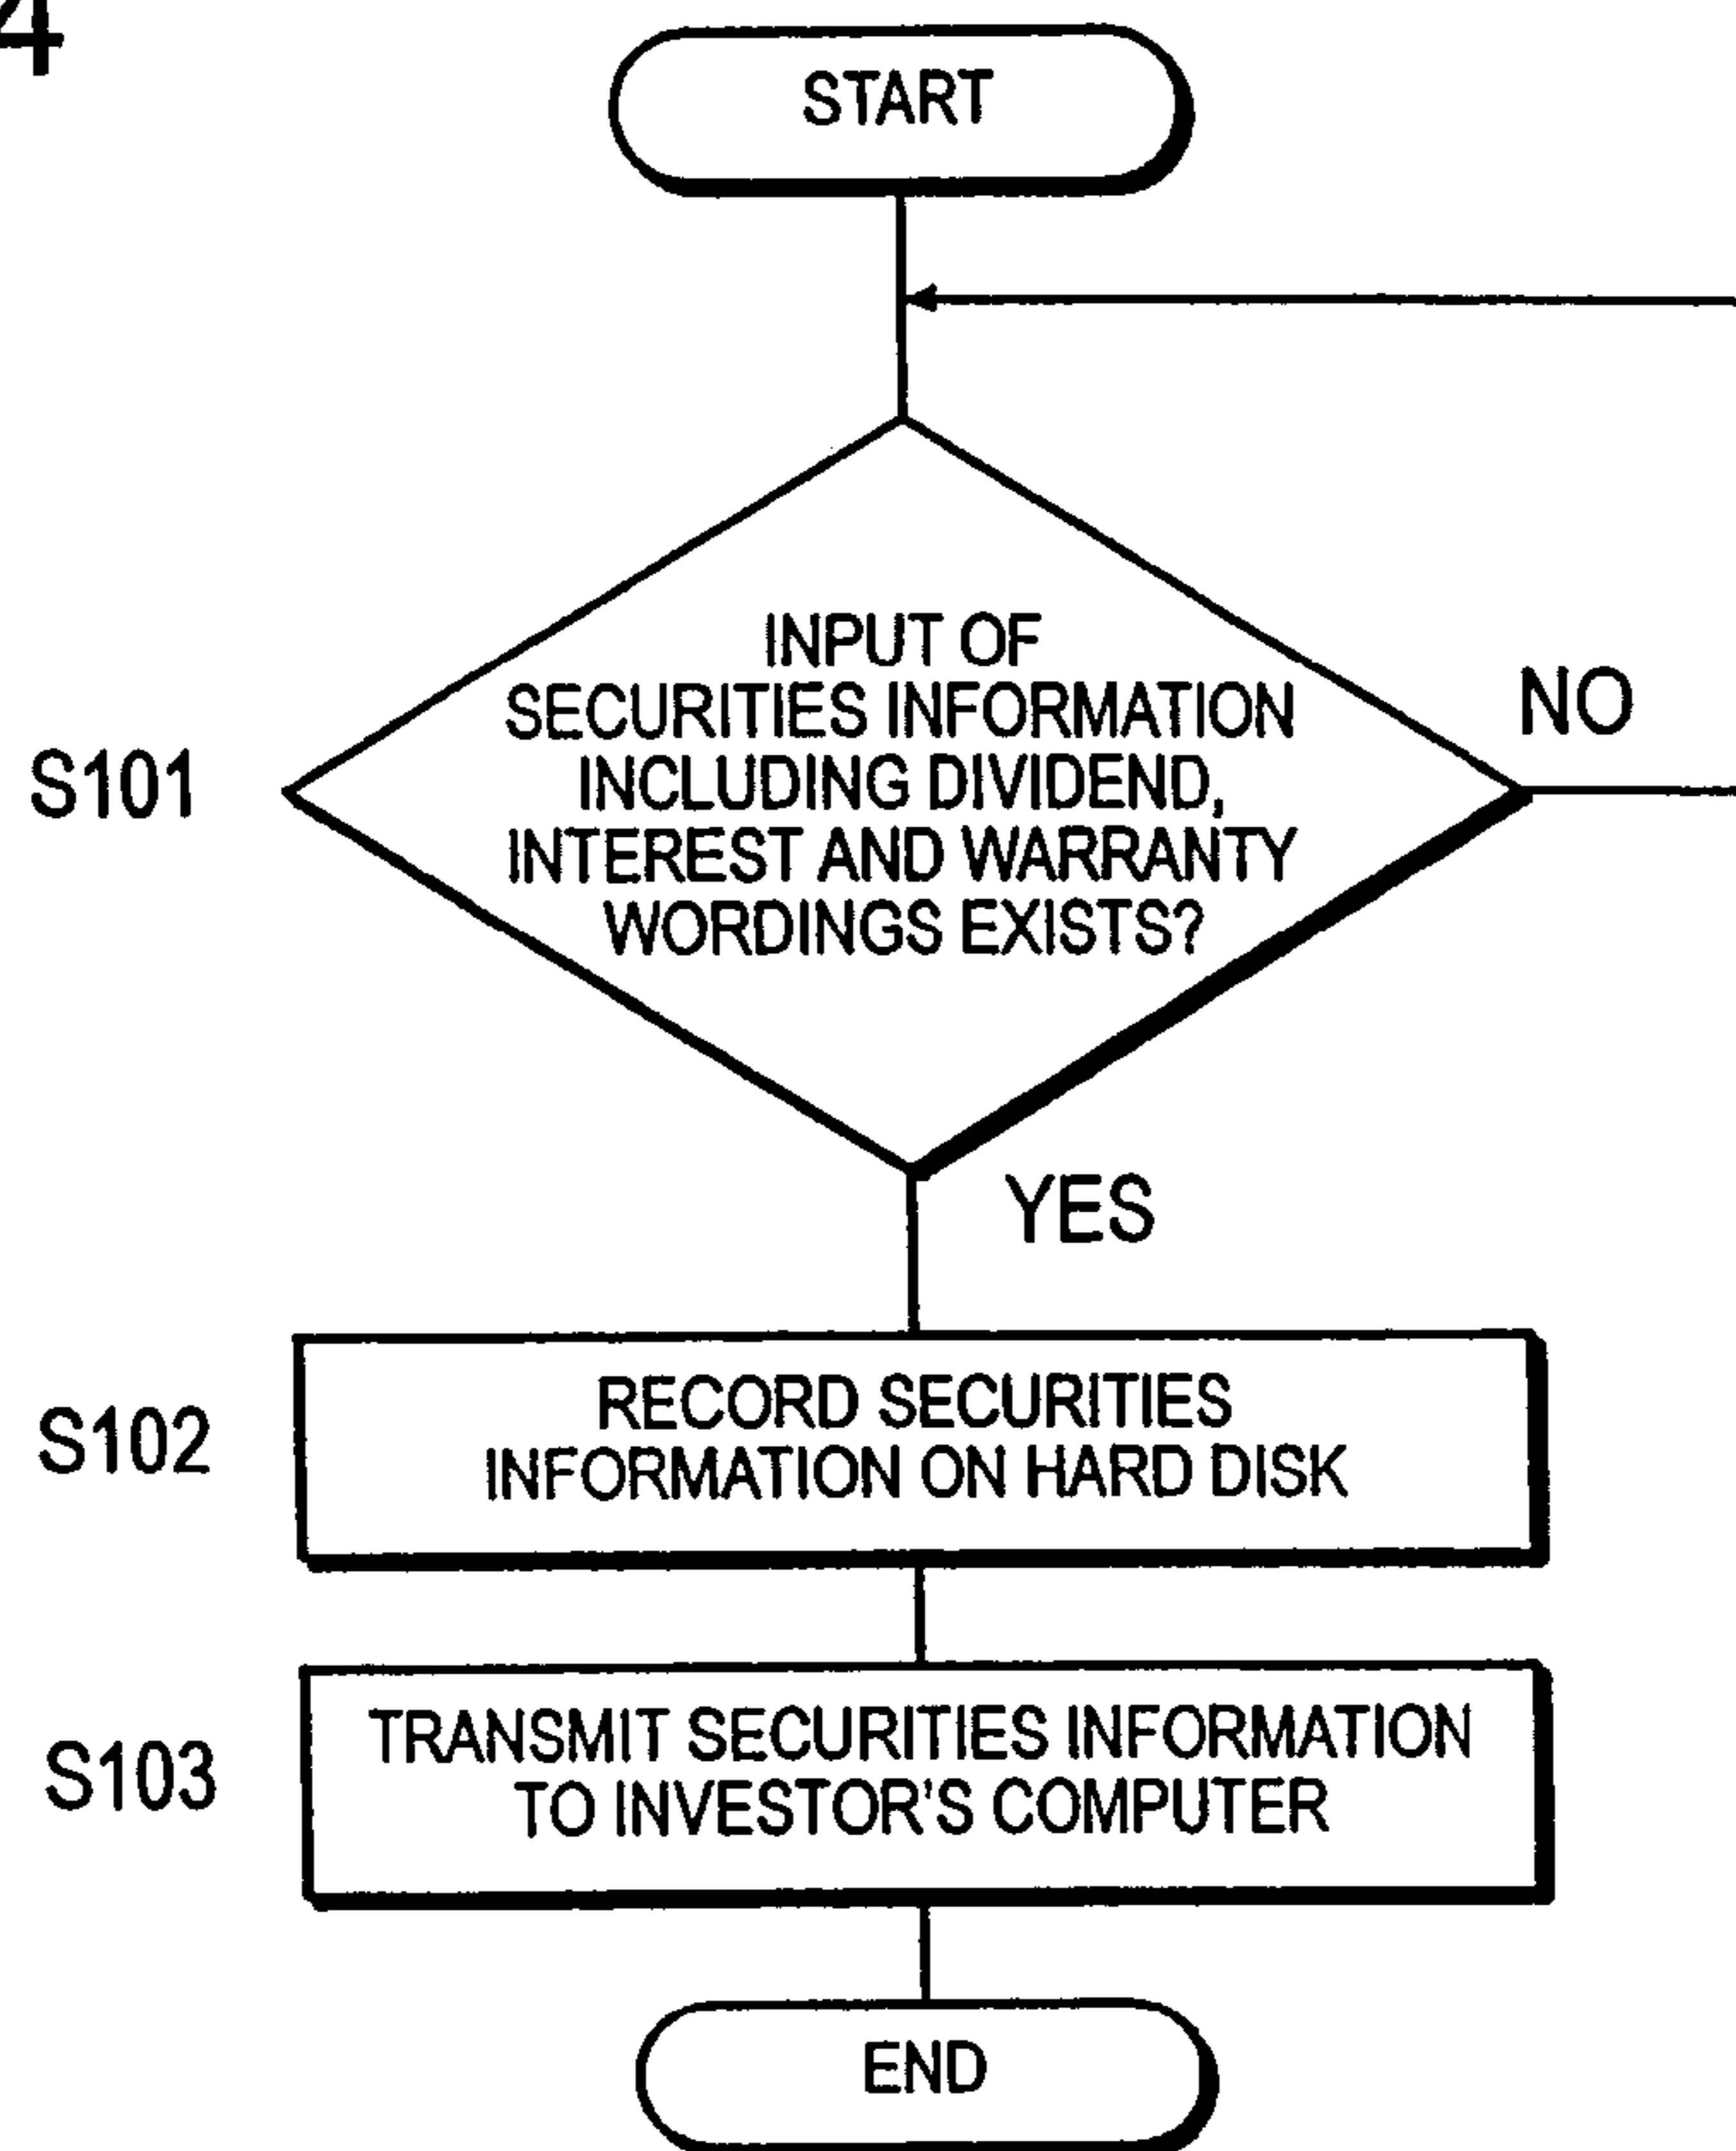 4
START
INPUT OF
SECURITIES INFORMATION
INCLUDING DIVIDEND,
INTEREST AND WARRANTY
WORDINGS EXISTS?
NO
S101
YES
S102
RECORD SECURITIES
INFORMATION ON HARD DISK
S103
TRANSMIT SECURITIES INFORMATION
TO INVESTOR'S COMPUTER
END